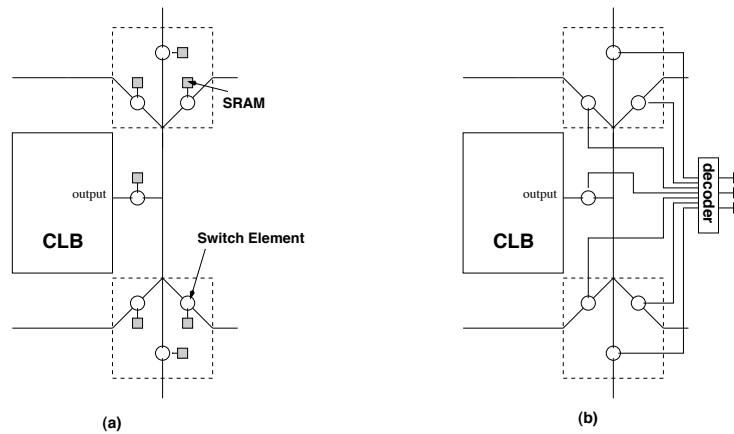 SRAM
output
CLB
Switch Element
(a)
output
CLB
decoder
(b)